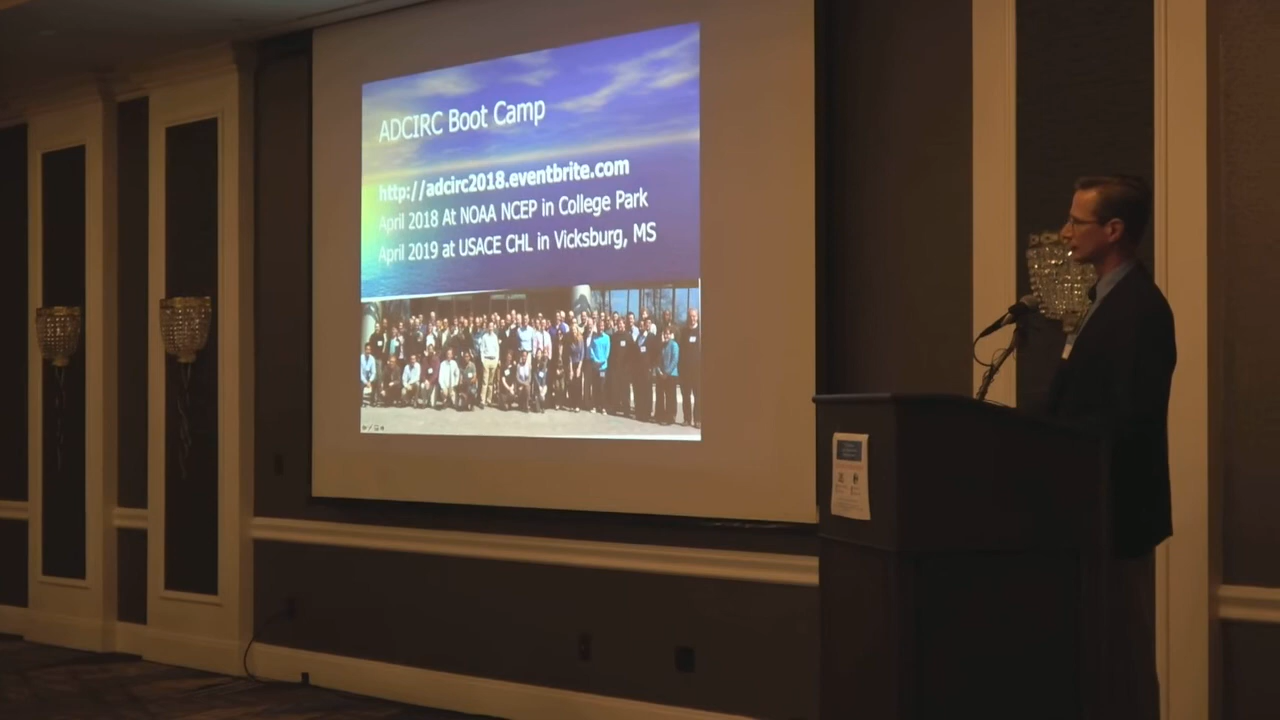 ADCIRC Boot Camp
http://adcirc2018.eventbrite.com
April 2018 At NOAA NCEP in College Park
April 2019 at USACE CHL in Vicksburg, MS